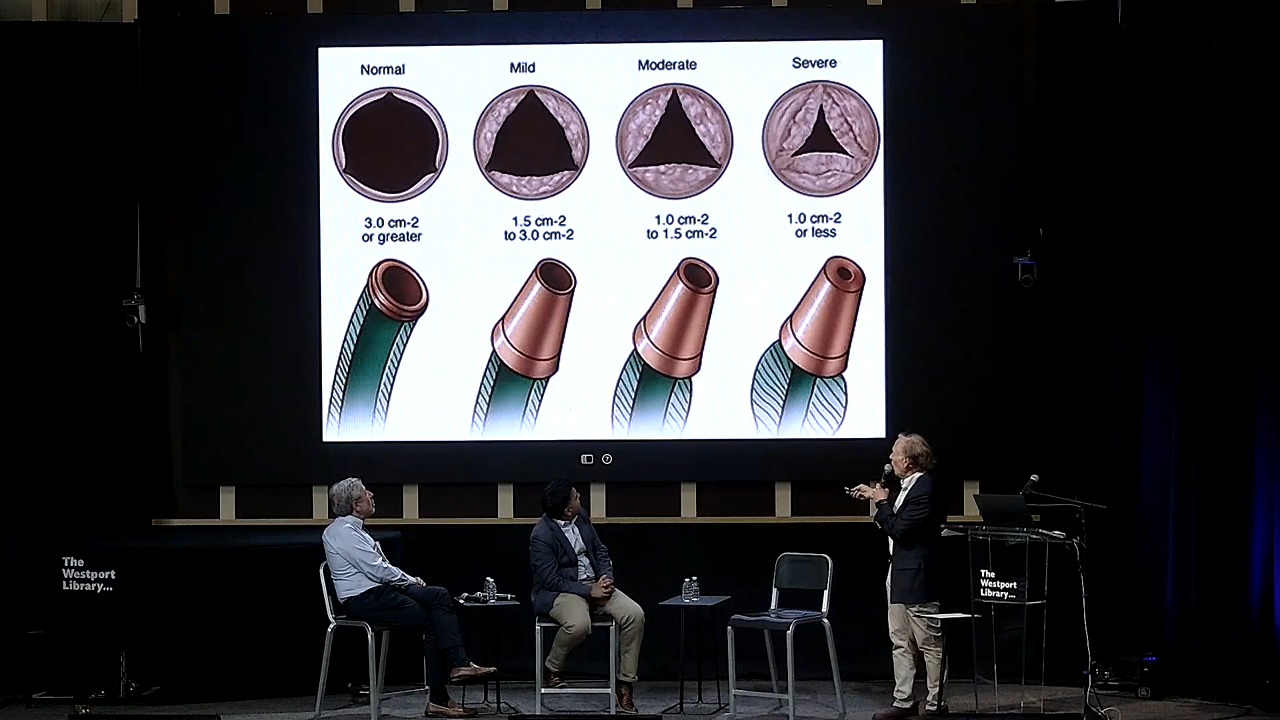 Normal
Mild
Moderate
Severe
3.0 cm-2
or greater
1.5 cm-2
to 3.0 cm-2
1.0 cm-2
to 1.5 cm-2
1.0 cm-2
or less
The
Westport
Library...
The
Westport
Library...